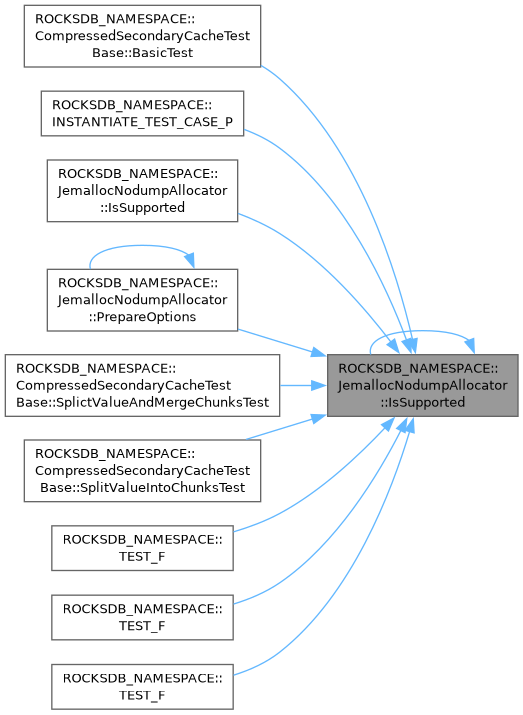 ROCKSDB_NAMESPACE::
CompressedSecondaryCacheTest
Base::BasicTest
ROCKSDB_NAMESPACE::
INSTANTIATE_TEST_CASE_P
ROCKSDB_NAMESPACE::
JemallocNodumpAllocator
::IsSupported
ROCKSDB_NAMESPACE::
JemallocNodumpAllocator
::PrepareOptions
ROCKSDB_NAMESPACE::
CompressedSecondaryCacheTest
Base::SplictValueAndMergeChunksTest
ROCKSDB_NAMESPACE::
JemallocNodumpAllocator
::IsSupported
ROCKSDB_NAMESPACE::
CompressedSecondaryCacheTest
Base::SplitValueIntoChunksTest
ROCKSDB_NAMESPACE::
TEST_F
ROCKSDB_NAMESPACE::
TEST_F
ROCKSDB_NAMESPACE::
TEST_F